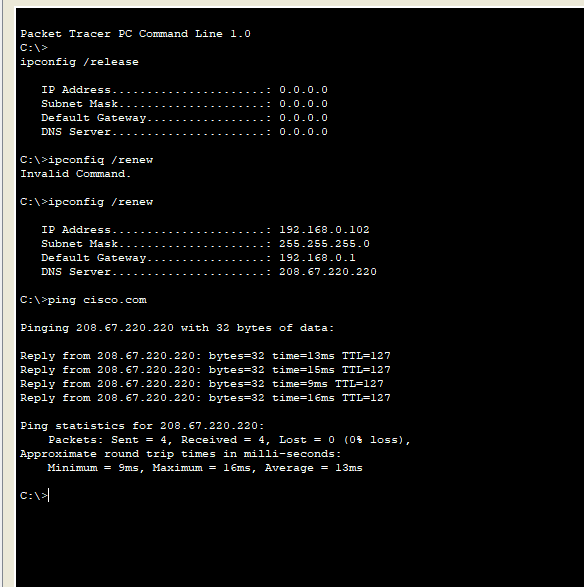 Packet Tracer PC Command Line 1.0
C:\>
ipconfig /release
IP Address......................: 0.0.0.0
Subnet Mask.....................: 0.0.0.0
Default Gateway.................: 0.0.0.0
DNS Server......................: 0.0.0.0
C:\>ipconfiq /renew
Invalid Command.
C:\>ipconfig /renew
IP Address......................: 192.168.0.102
Subnet Mask.....................: 255.255.255.0
Default Gateway.................: 192.168.0.1
DNS Server......................: 208.67.220.220
C:\>ping cisco.com
Pinging 208.67.220.220 with 32 bytes of data:
Reply from 208.67.220.220: bytes=32 time=13ms TTL=127
Reply from 208.67.220.220: bytes=32 time=15ms TTL=127
Reply from 208.67.220.220: bytes=32 time=9ms TTL=127
Reply from 208.67.220.220: bytes=32 time=16ms TTL=127
Ping statistics for 208.67.220.220:
Packets: Sent = 4, Received = 4, Lost = 0 (0% loss),
Approximate round trip times in milli-seconds:
Minimum = 9ms, Maximum = 16ms, Average = 13ms
C:\>